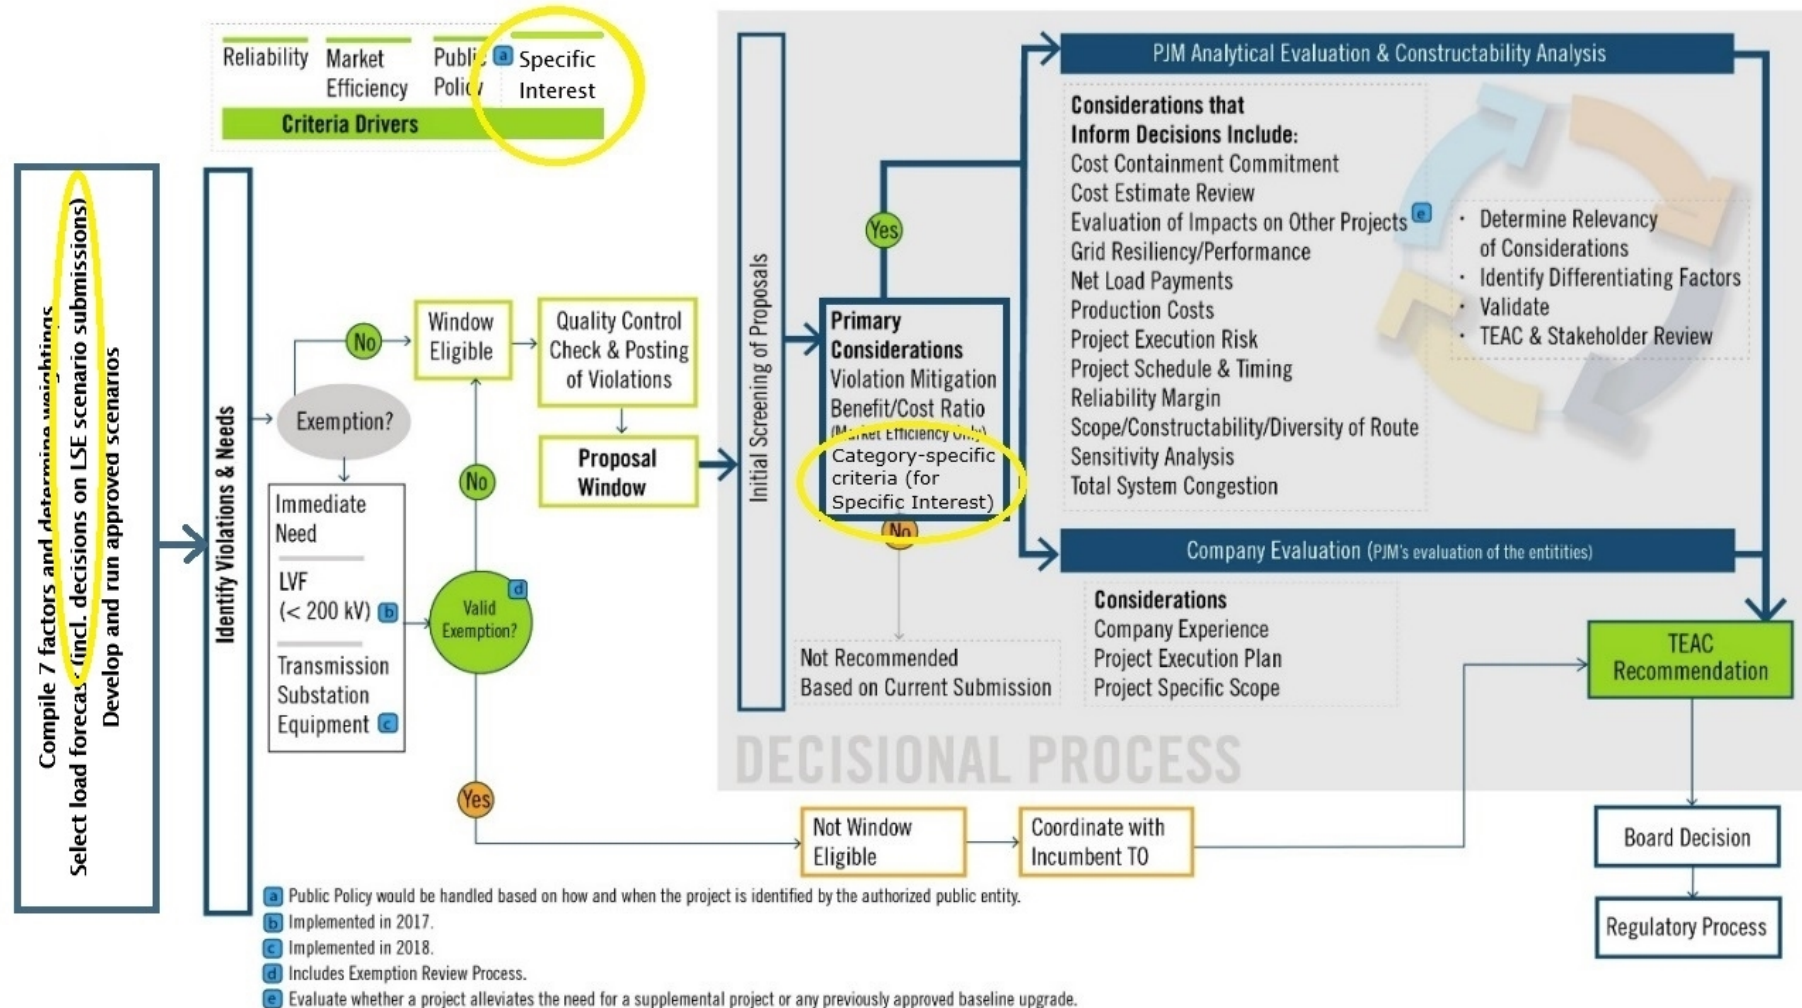 Reliability
Market
Efficiency
Public
Policy
a
Specific
Interest
Criteria Drivers
Compile 7 factors and determine weightings
Select load forecast (incl. decisions on LSE scenario submissions)
Develop and run approved scenarios
Identify Violations & Needs
Exemption?
No
Window
Eligible
Quality Control
Check & Posting
of Violations
Proposal
Window
Immediate
Need
LVF
(< 200 kV) b
Transmission
Substation
Equipment c
No
Valid
Exemption?
d
Yes
Initial Screening of Proposals
Primary
Considerations
Violation Mitigation
Benefit/Cost Ratio
(Market Efficiency Only)
Category-specific
criteria (for
Specific Interest)
Yes
No
Not Recommended
Based on Current Submission
PJM Analytical Evaluation & Constructability Analysis
Considerations that
Inform Decisions Include:
Cost Containment Commitment
Cost Estimate Review
Evaluation of Impacts on Other Projects e
Grid Resiliency/Performance
Net Load Payments
Production Costs
Project Execution Risk
Project Schedule & Timing
Reliability Margin
Scope/Constructability/Diversity of Route
Sensitivity Analysis
Total System Congestion
· Determine Relevancy
of Considerations
· Identify Differentiating Factors
· Validate
· TEAC & Stakeholder Review
Company Evaluation (PJM's evaluation of the entitities)
Considerations
Company Experience
Project Execution Plan
Project Specific Scope
DECISIONAL PROCESS
TEAC
Recommendation
Not Window
Eligible
Coordinate with
Incumbent TO
Board Decision
Regulatory Process
a Public Policy would be handled based on how and when the project is identified by the authorized public entity.
b Implemented in 2017.
c Implemented in 2018.
d Includes Exemption Review Process.
e Evaluate whether a project alleviates the need for a supplemental project or any previously approved baseline upgrade.